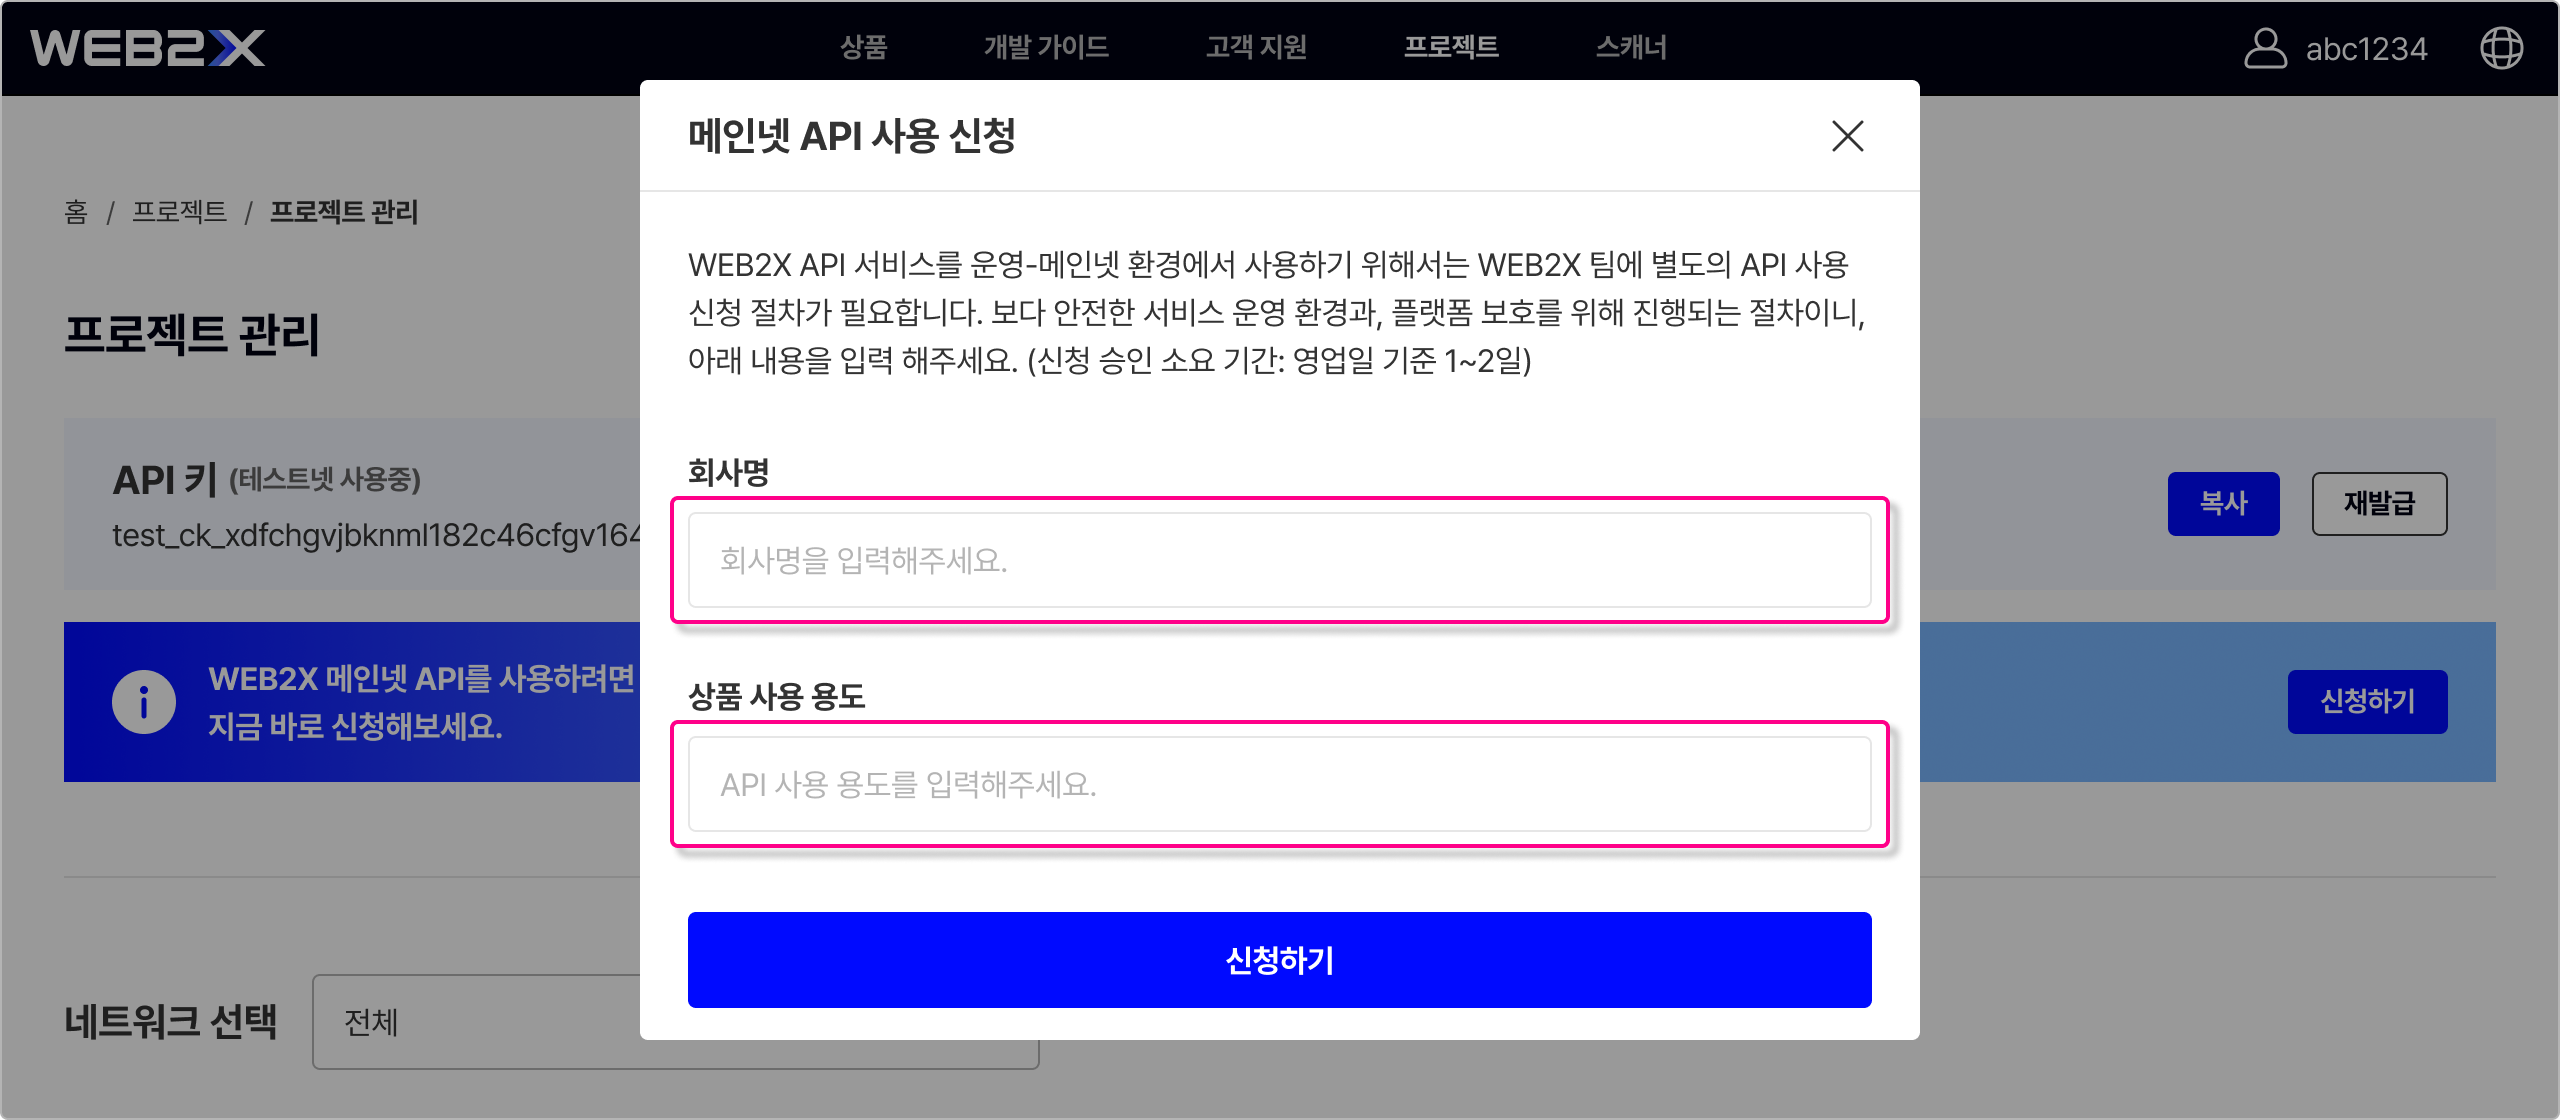 WEB2X
상품 개발 가이드 고객 지원 프로젝트 스캐너 abc1234
메인넷 API 사용 신청
홈 / 프로젝트 / 프로젝트 관리
WEB2X API 서비스를 운영-메인넷 환경에서 사용하기 위해서는 WEB2X 팀에 별도의 API 사용
신청 절차가 필요합니다. 보다 안전한 서비스 운영 환경과, 플랫폼 보호를 위해 진행되는 절차이니,
아래 내용을 입력 해주세요. (신청 승인 소요 기간: 영업일 기준 1~2일)
프로젝트 관리
API 키 (테스트넷 사용중)
test_ck_xdfchgvjbknml182c46cfgv164
복사 재발급
회사명
회사명을 입력해주세요.
WEB2X 메인넷 API를 사용하려면
지금 바로 신청해보세요.
신청하기
상품 사용 용도
API 사용 용도를 입력해주세요.
신청하기
네트워크 선택 전체